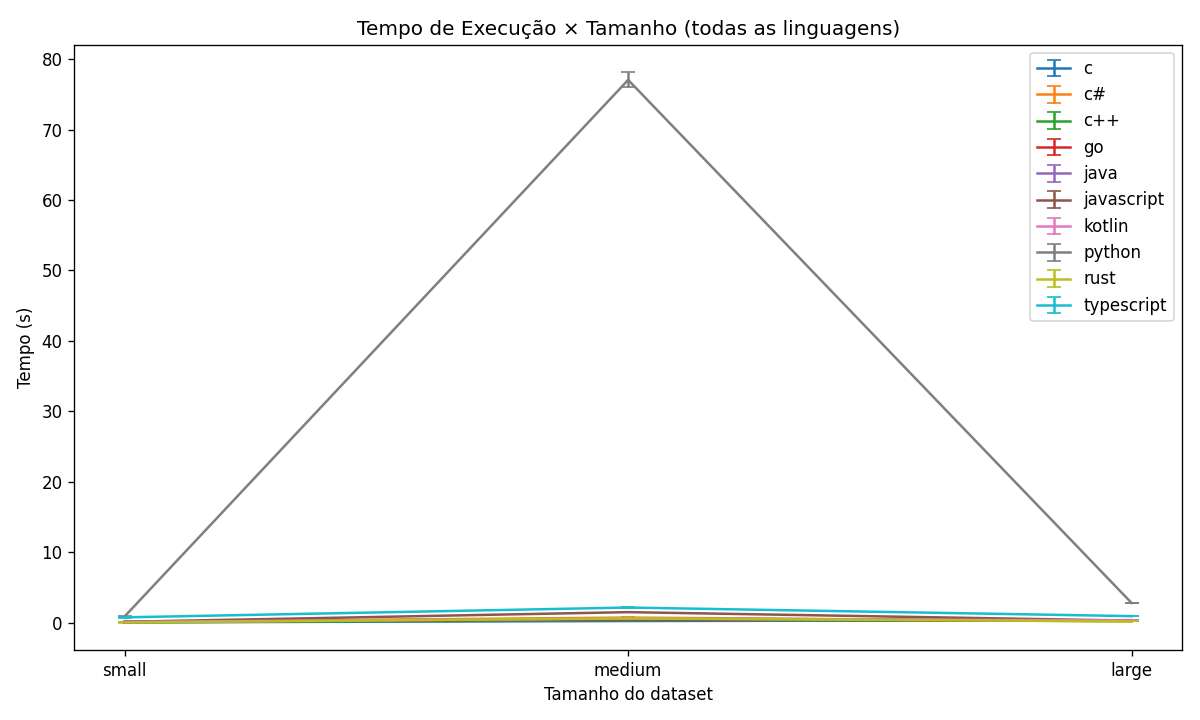 Tempo de Execução × Tamanho (todas as linguagens)
Tempo (s)
80
70
60
50
40
30
20
10
0
small
medium
large
Tamanho do dataset
c
c#
c++
go
java
javascript
kotlin
python
rust
typescript